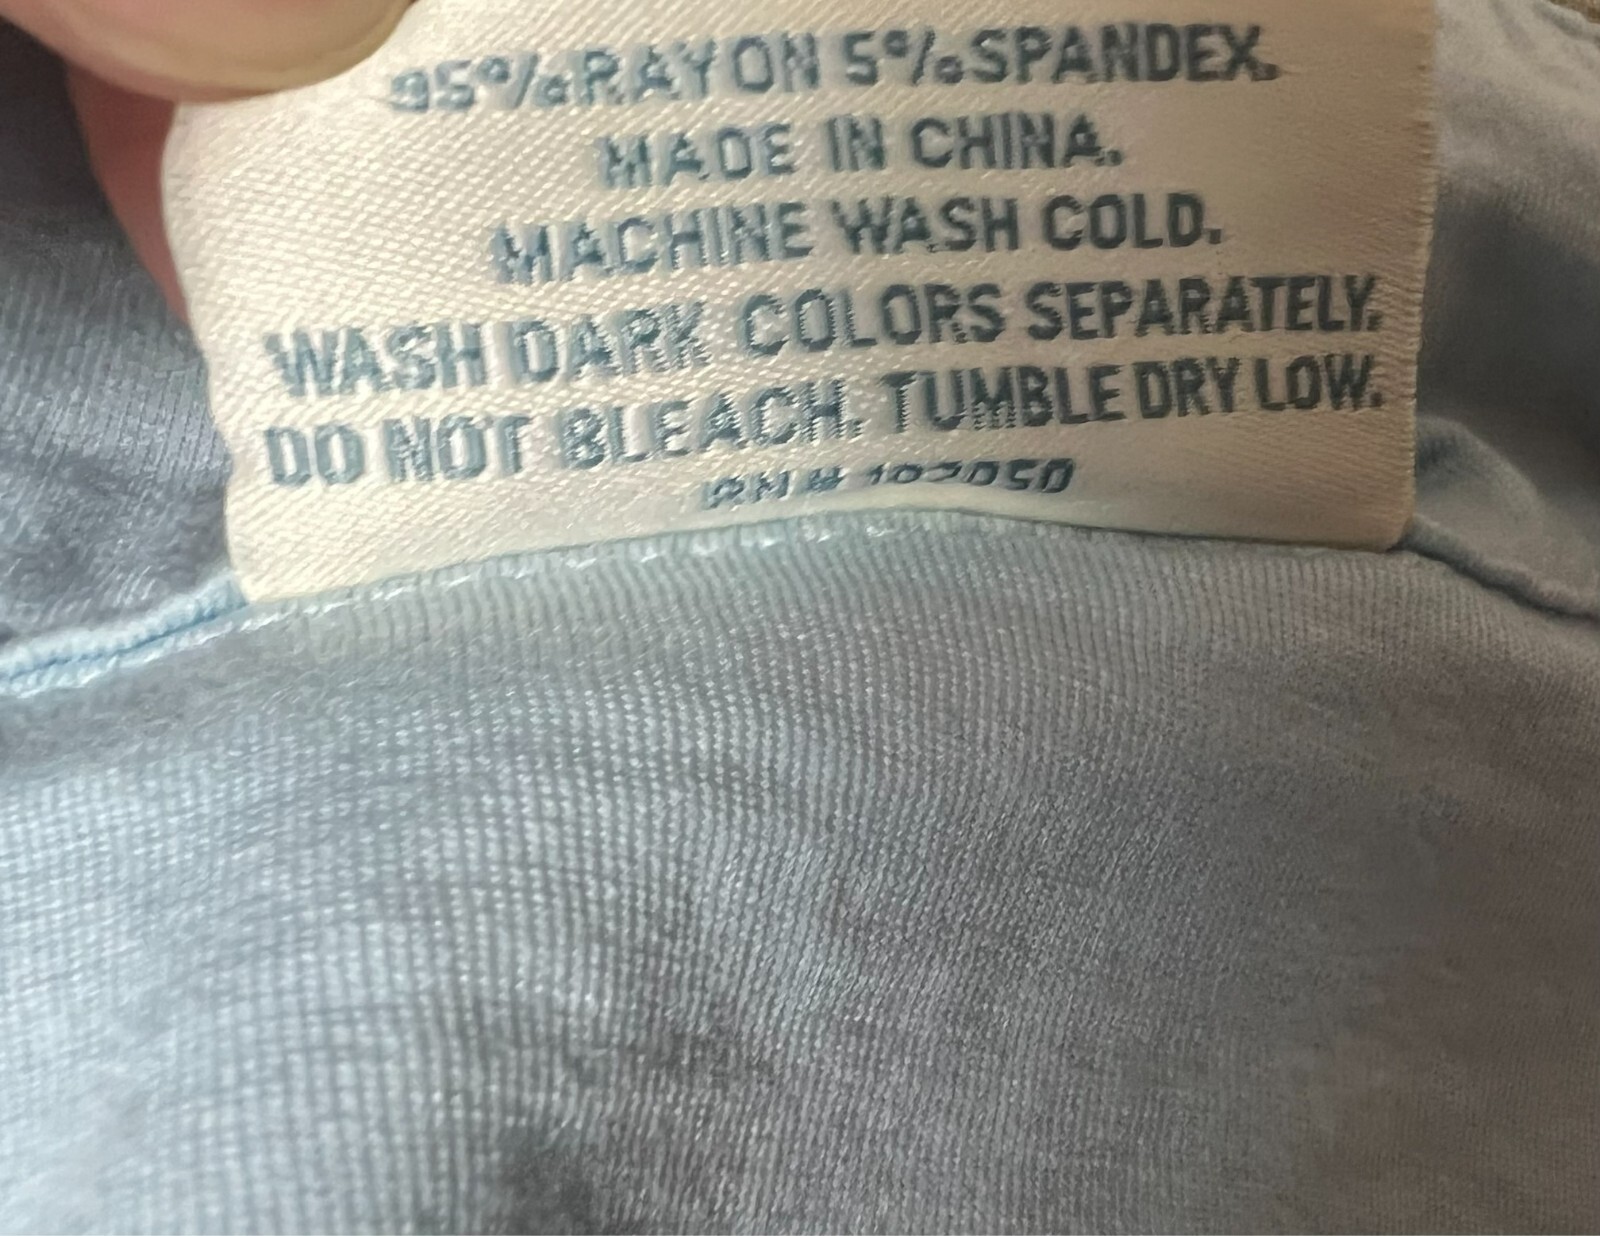 95% RAYON 5% SPANDEX.
MADE IN CHINA.
MACHINE WASH COLD.
WASH DARK COLORS SEPARATELY.
DO NOT BLEACH. TUMBLE DRY LOW.
RN #